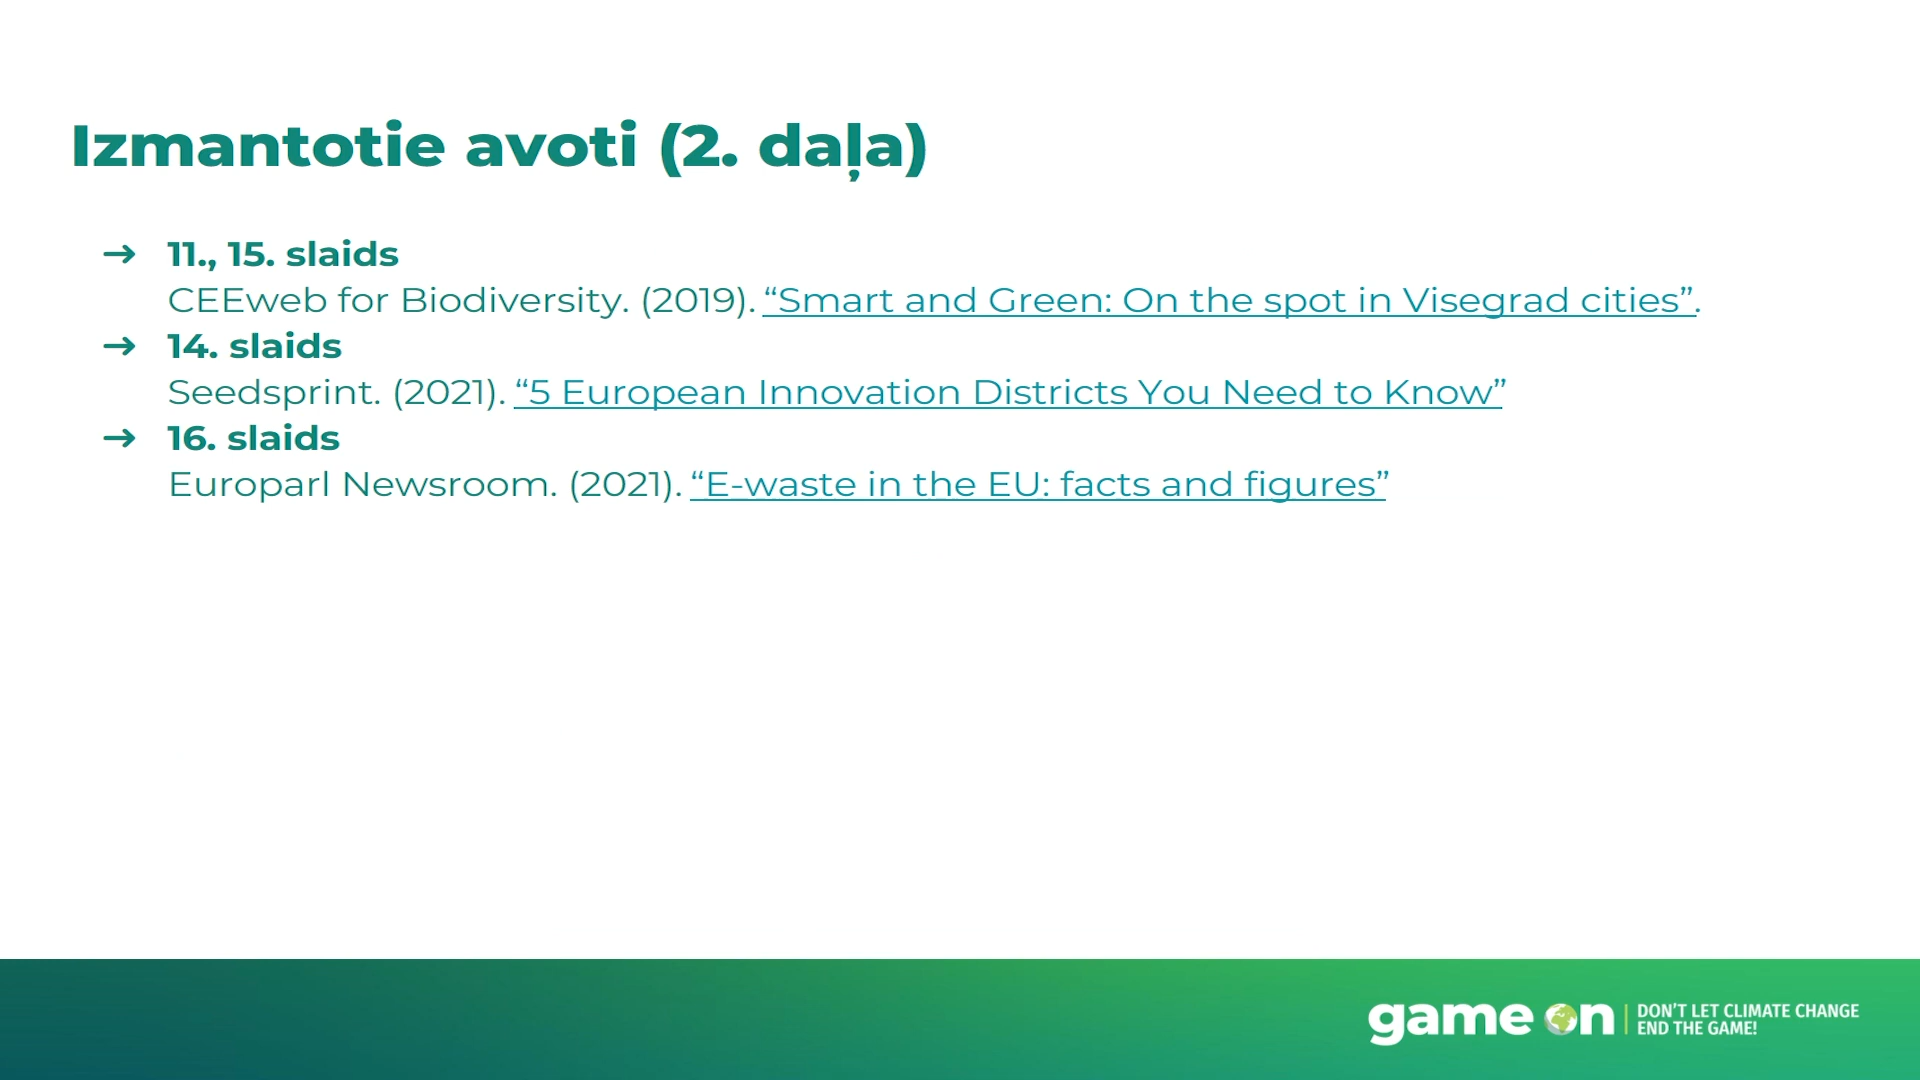 Izmantotie avoti (2. daļa)
➔ 11., 15. slaids
CEEweb for Biodiversity. (2019). “Smart and Green: On the spot in Visegrad cities”.
➔ 14. slaids
Seedsprint. (2021). “5 European Innovation Districts You Need to Know”
➔ 16. slaids
Europarl Newsroom. (2021). “E-waste in the EU: facts and figures”
game on
DON’T LET CLIMATE CHANGE
END THE GAME!